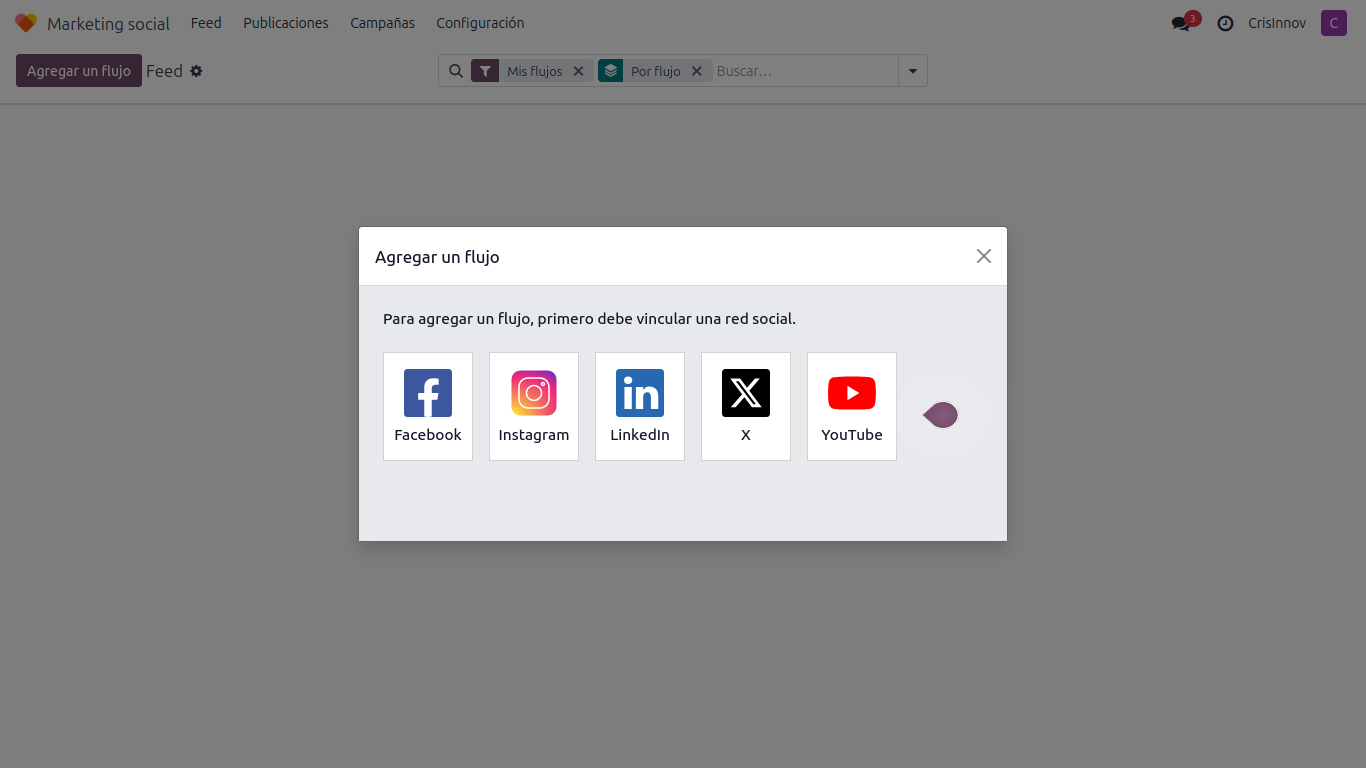 Marketing social Feed Publicaciones Campañas Configuración 3 CrisInnov C
Agregar un flujo Feed Mis flujos Por flujo Buscar...
Agregar un flujo
Para agregar un flujo, primero debe vincular una red social.
Facebook Instagram LinkedIn X YouTube